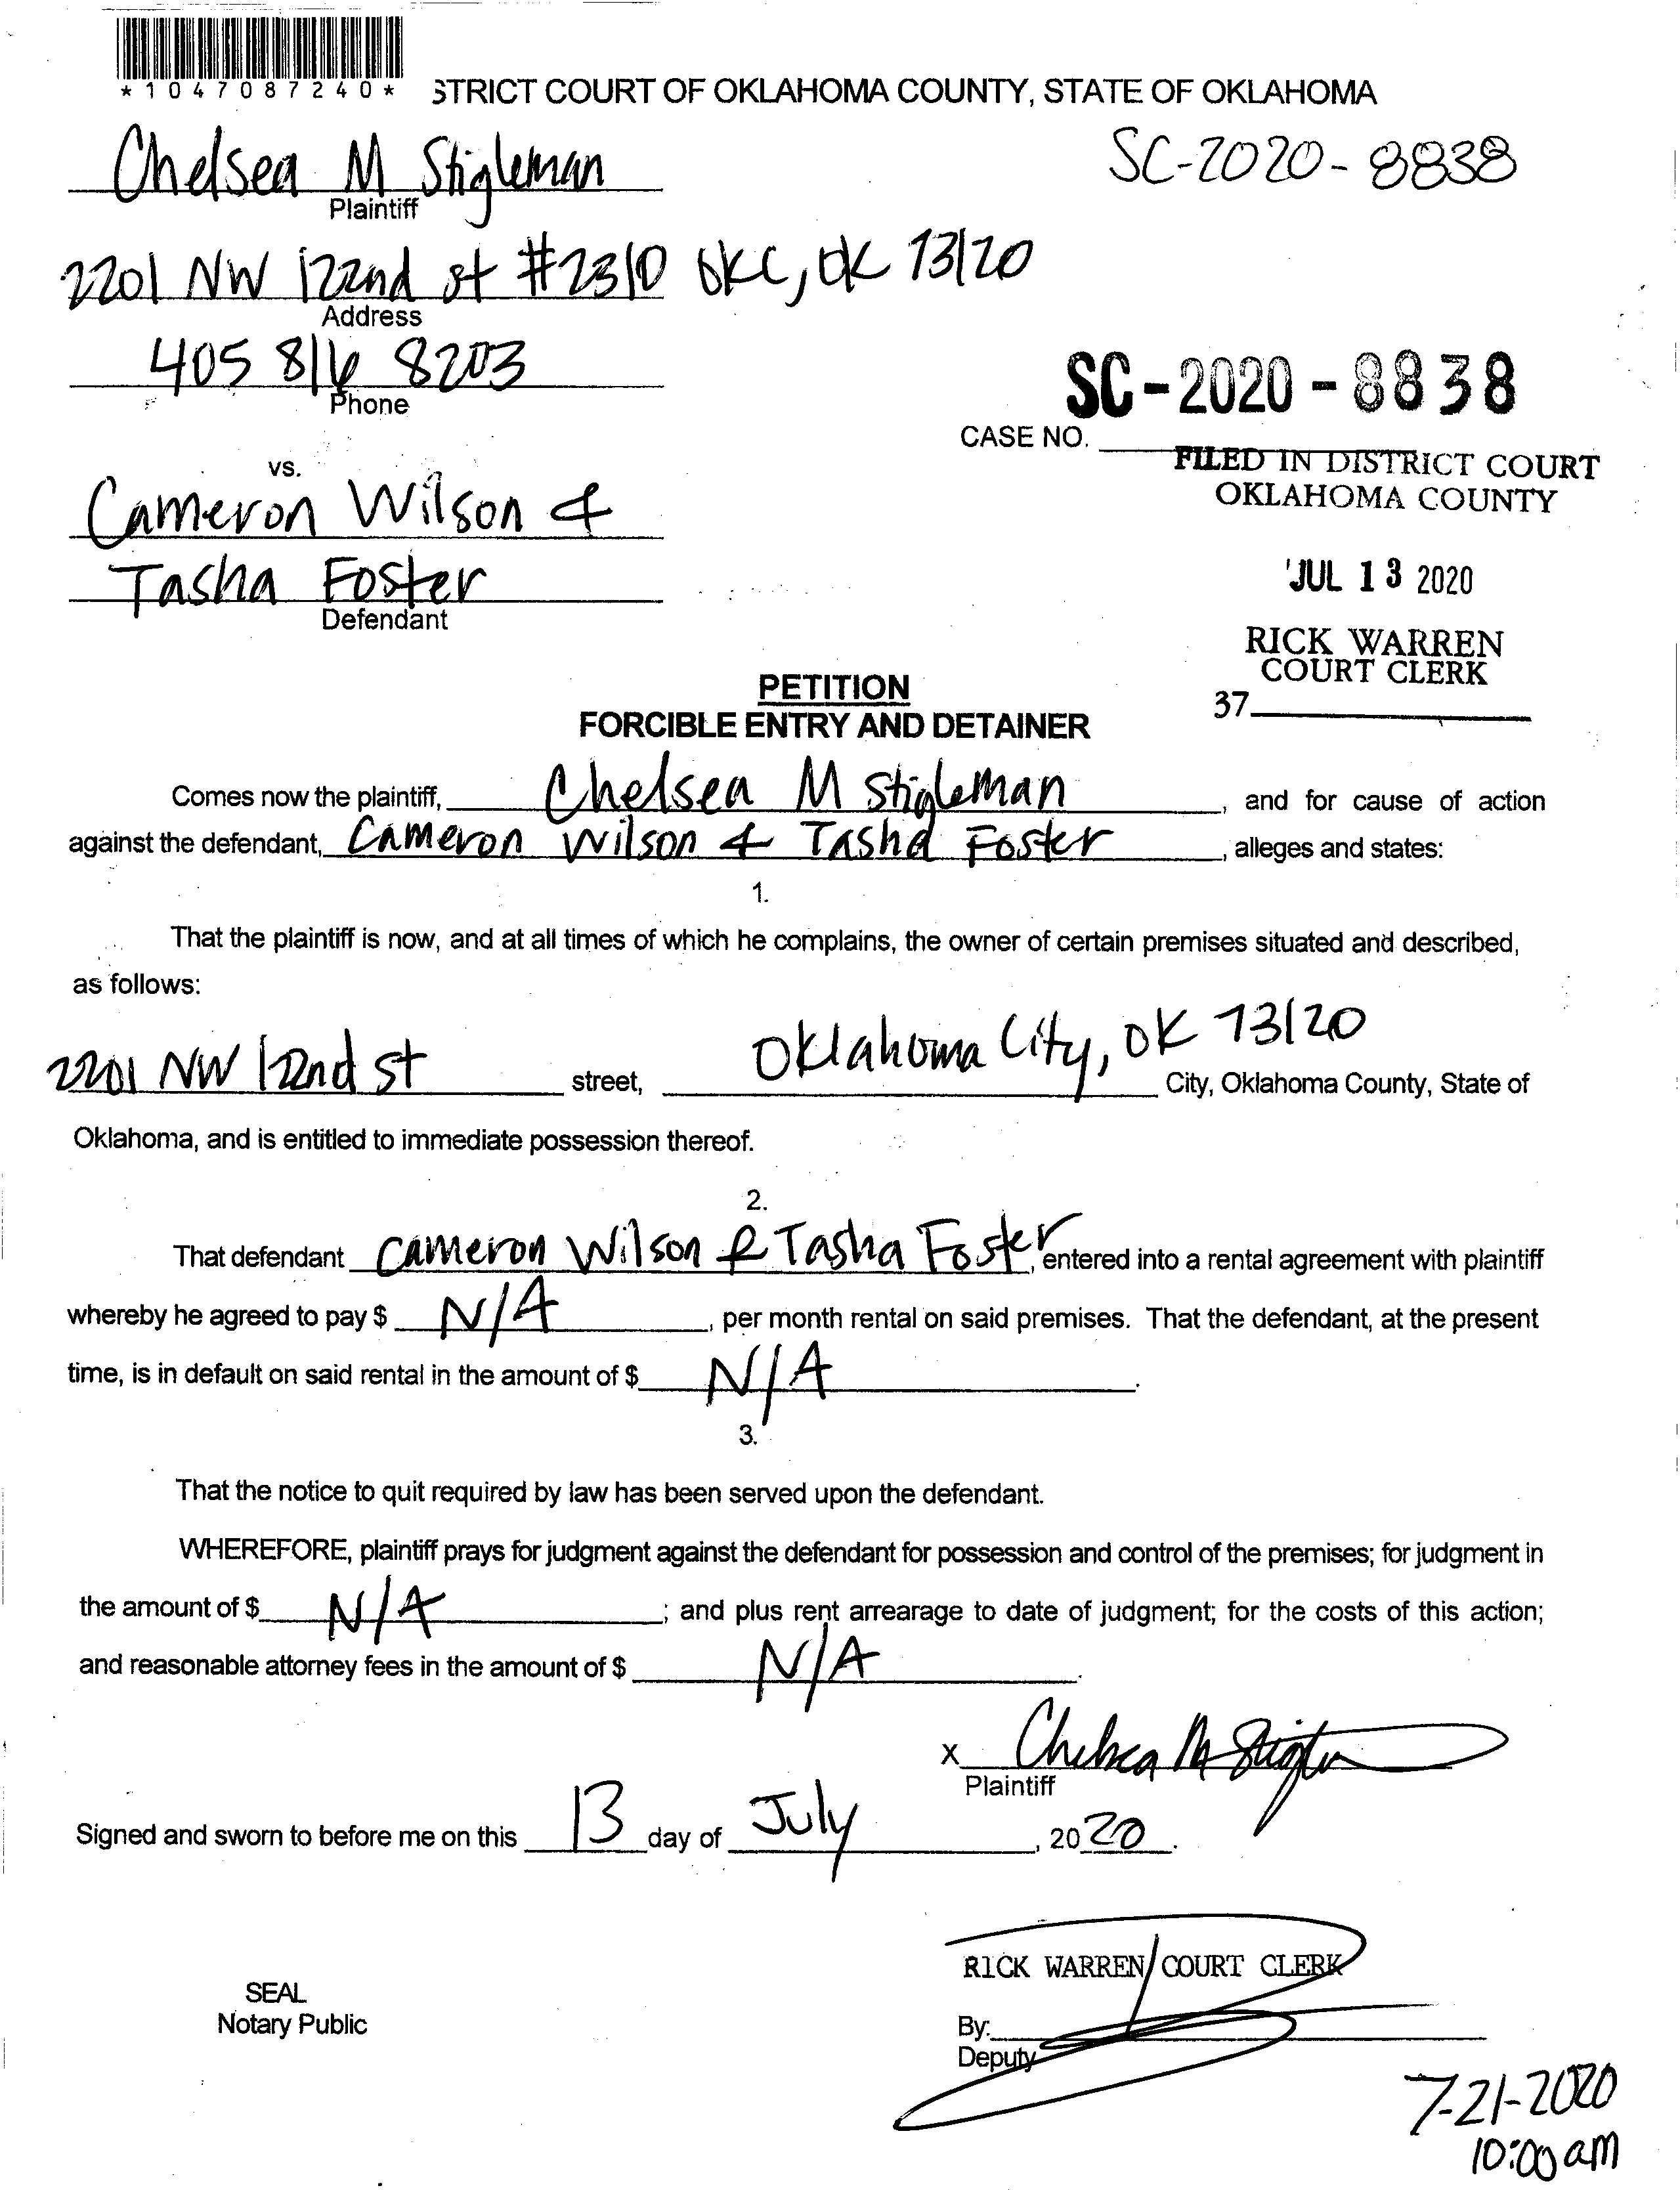 *1047087240*
STRICT COURT OF OKLAHOMA COUNTY, STATE OF OKLAHOMA
Chelsea M Stigleman
SC-2020-8838
Plaintiff
2201 NW 122nd st #2310 OKC, OK 73120
Address
405 816 8203
Phone
SC-2020-8838
CASE NO.
FILED IN DISTRICT COURT
OKLAHOMA COUNTY
vs.
Cameron Wilson &
Tasha Foster
Defendant
JUL 13 2020
RICK WARREN
COURT CLERK
37
PETITION
FORCIBLE ENTRY AND DETAINER
Comes now the plaintiff, Chelsea M Stigleman, and for cause of action
against the defendant, Cameron Wilson & Tasha Foster, alleges and states:
1.
That the plaintiff is now, and at all times of which he complains, the owner of certain premises situated and described,
as follows:
2201 NW 122nd st street, Oklahoma City, OK 73120 City, Oklahoma County, State of
Oklahoma, and is entitled to immediate possession thereof.
2.
That defendant Cameron Wilson & Tasha Foster, entered into a rental agreement with plaintiff
whereby he agreed to pay $ N/A, per month rental on said premises. That the defendant, at the present
time, is in default on said rental in the amount of $ N/A.
3.
That the notice to quit required by law has been served upon the defendant.
WHEREFORE, plaintiff prays for judgment against the defendant for possession and control of the premises; for judgment in
the amount of $ N/A; and plus rent arrearage to date of judgment; for the costs of this action;
and reasonable attorney fees in the amount of $ N/A.
X Chelsea M Stigleman
Plaintiff
Signed and sworn to before me on this 13 day of July, 2020.
RICK WARREN COURT CLERK
SEAL
Notary Public
By:
Deputy
7-21-2020
10:00 am